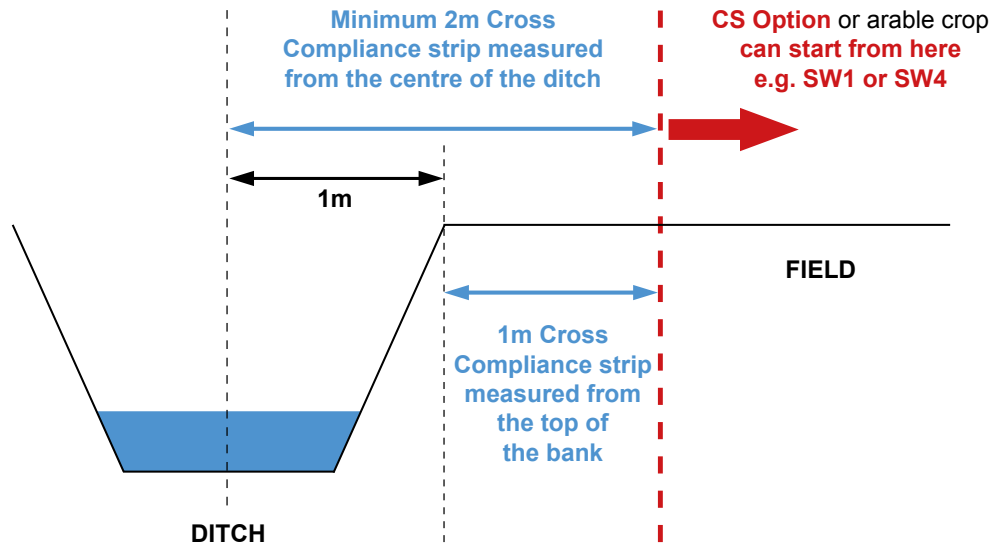 Minimum 2m Cross
Compliance strip measured
from the centre of the ditch
CS Option or arable crop
can start from here
e.g. SW1 or SW4
1m
FIELD
1m Cross
Compliance strip
measured from
the top of
the bank
DITCH